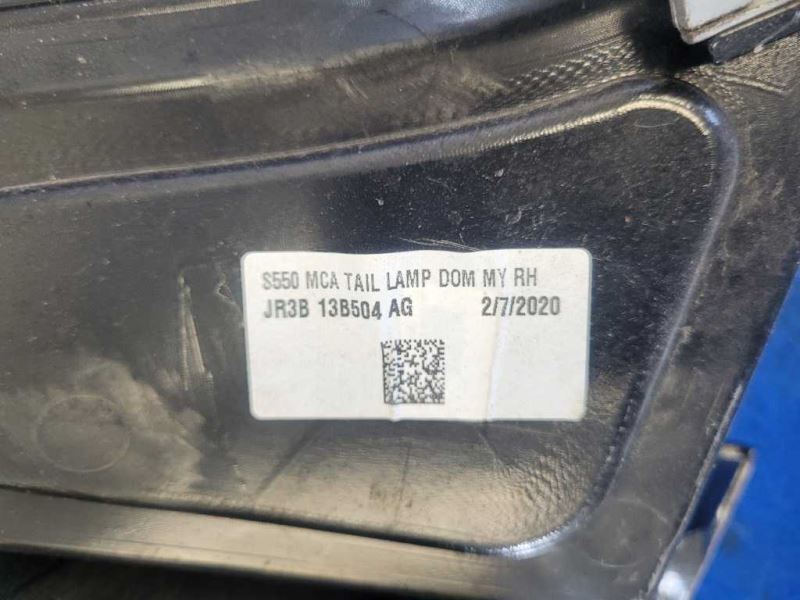 S550 MCA TAIL LAMP DOM MY RH
JR3B 13B504 AG 2/7/2020